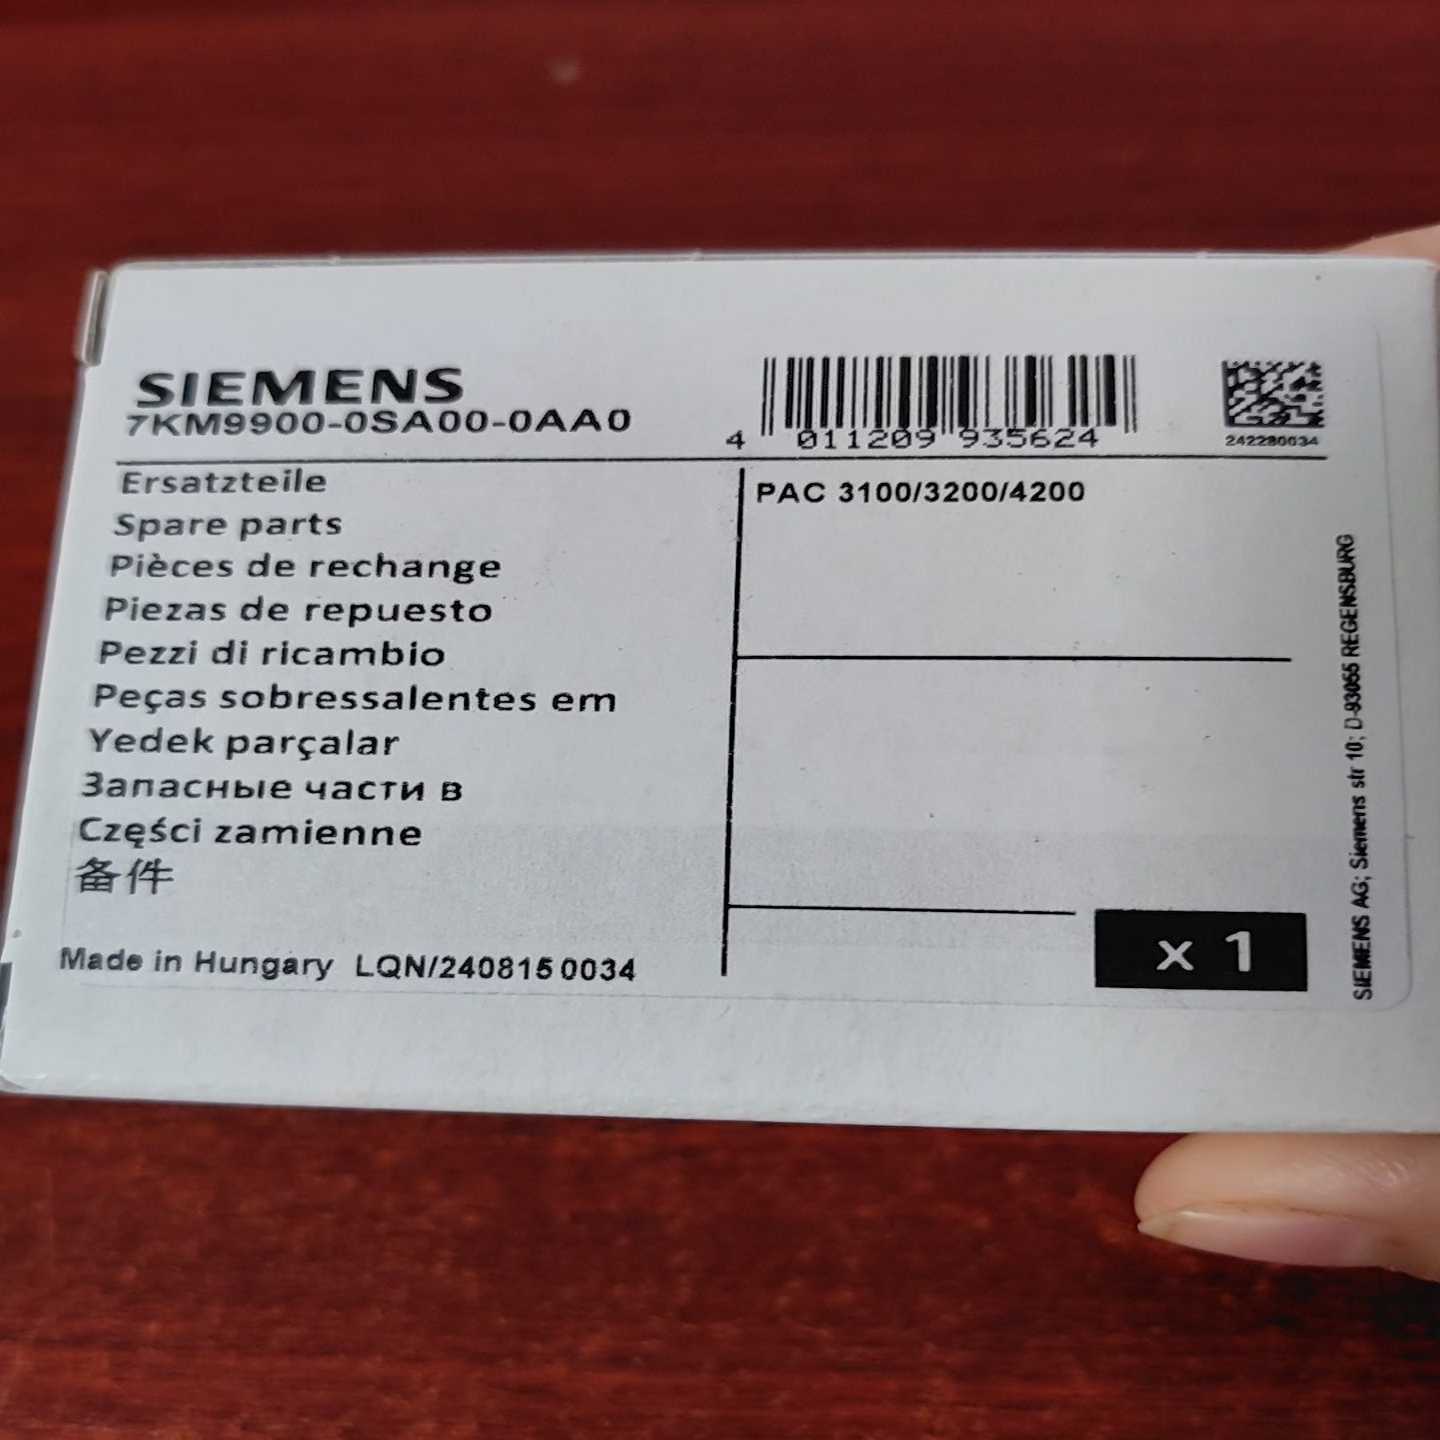 SIEMENS
7KM9900-0SA00-0AA0
4 011209 935624
242280034
Ersatzteile
Spare parts
Pièces de rechange
Piezas de repuesto
Pezzi di ricambio
Peças sobressalentes em
Yedek parçalar
Запасные части в
Części zamienne
备件
Made in Hungary LQN/240815 0034
PAC 3100/3200/4200
x 1
SIEMENS AG; Siemens str 10; D-93055 REGENSBURG